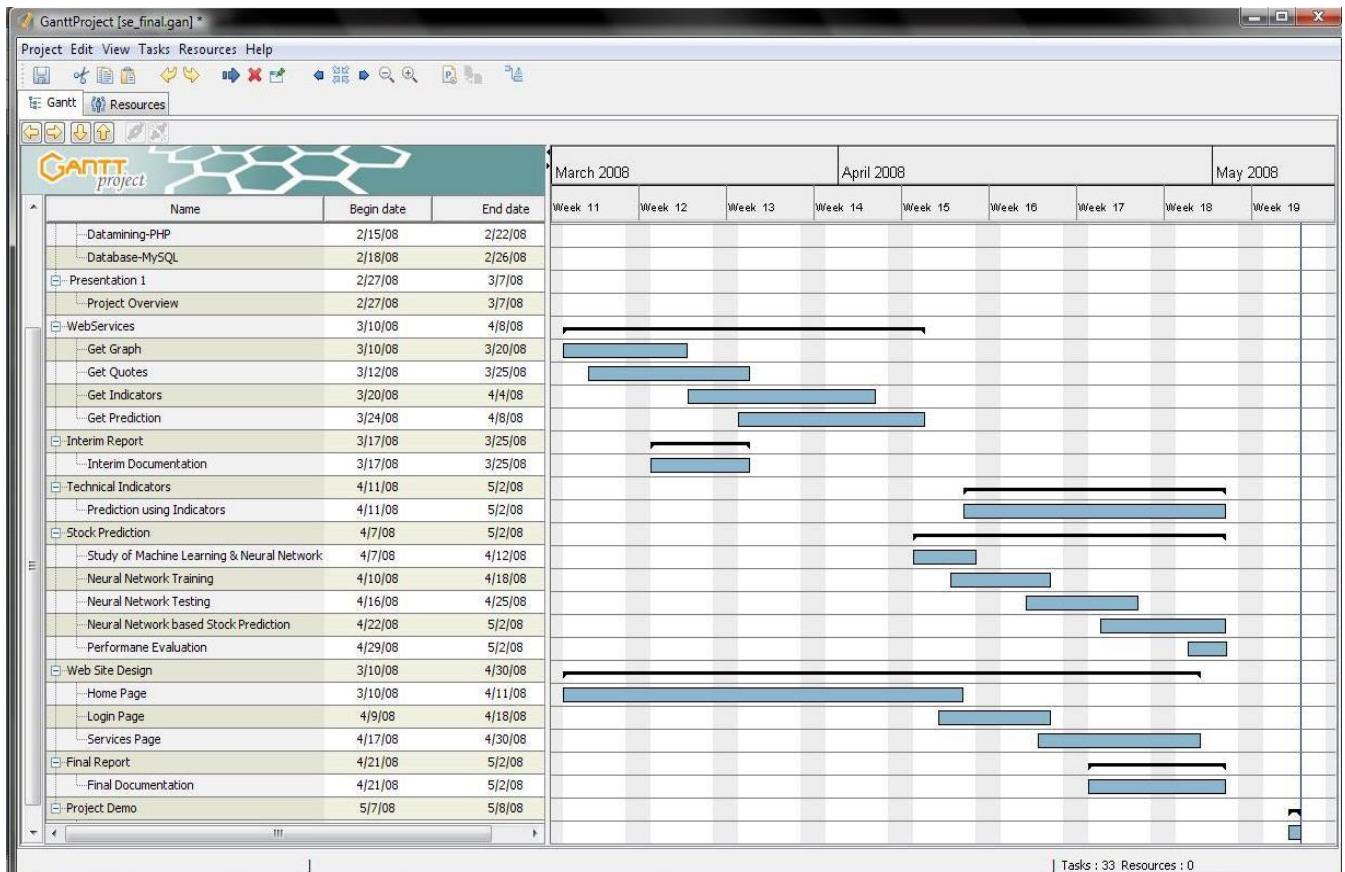 GanttProject [se_final.gan] *
Project Edit View Tasks Resources Help
Gantt Resources
GANTT project
March 2008 April 2008 May 2008
Name Begin date End date Week 11 Week 12 Week 13 Week 14 Week 15 Week 16 Week 17 Week 18 Week 19
Datamining-PHP 2/15/08 2/22/08
Database-MySQL 2/18/08 2/26/08
Presentation 1 2/27/08 3/7/08
Project Overview 2/27/08 3/7/08
WebServices 3/10/08 4/8/08
Get Graph 3/10/08 3/20/08
Get Quotes 3/12/08 3/25/08
Get Indicators 3/20/08 4/4/08
Get Prediction 3/24/08 4/8/08
Interim Report 3/17/08 3/25/08
Interim Documentation 3/17/08 3/25/08
Technical Indicators 4/11/08 5/2/08
Prediction using Indicators 4/11/08 5/2/08
Stock Prediction 4/7/08 5/2/08
Study of Machine Learning & Neural Network 4/7/08 4/12/08
Neural Network Training 4/10/08 4/18/08
Neural Network Testing 4/16/08 4/25/08
Neural Network based Stock Prediction 4/22/08 5/2/08
Performane Evaluation 4/29/08 5/2/08
Web Site Design 3/10/08 4/30/08
Home Page 3/10/08 4/11/08
Login Page 4/9/08 4/18/08
Services Page 4/17/08 4/30/08
Final Report 4/21/08 5/2/08
Final Documentation 4/21/08 5/2/08
Project Demo 5/7/08 5/8/08
Tasks : 33 Resources : 0